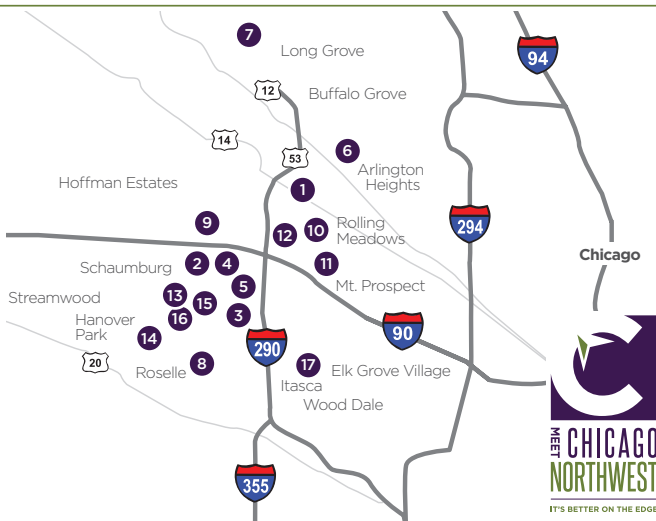 7
Long Grove
94
12
Buffalo Grove
14
53
6
Arlington
Heights
Hoffman Estates
1
9
12
10
Rolling
Meadows
294
Chicago
Schaumburg
2
4
11
Mt. Prospect
5
Streamwood
13
15
3
Hanover
Park
16
14
90
290
20
Roselle
8
17
Elk Grove Village
Itasca
Wood Dale
355
MEET
CHICAGO
NORTHWEST
IT'S BETTER ON THE EDGE